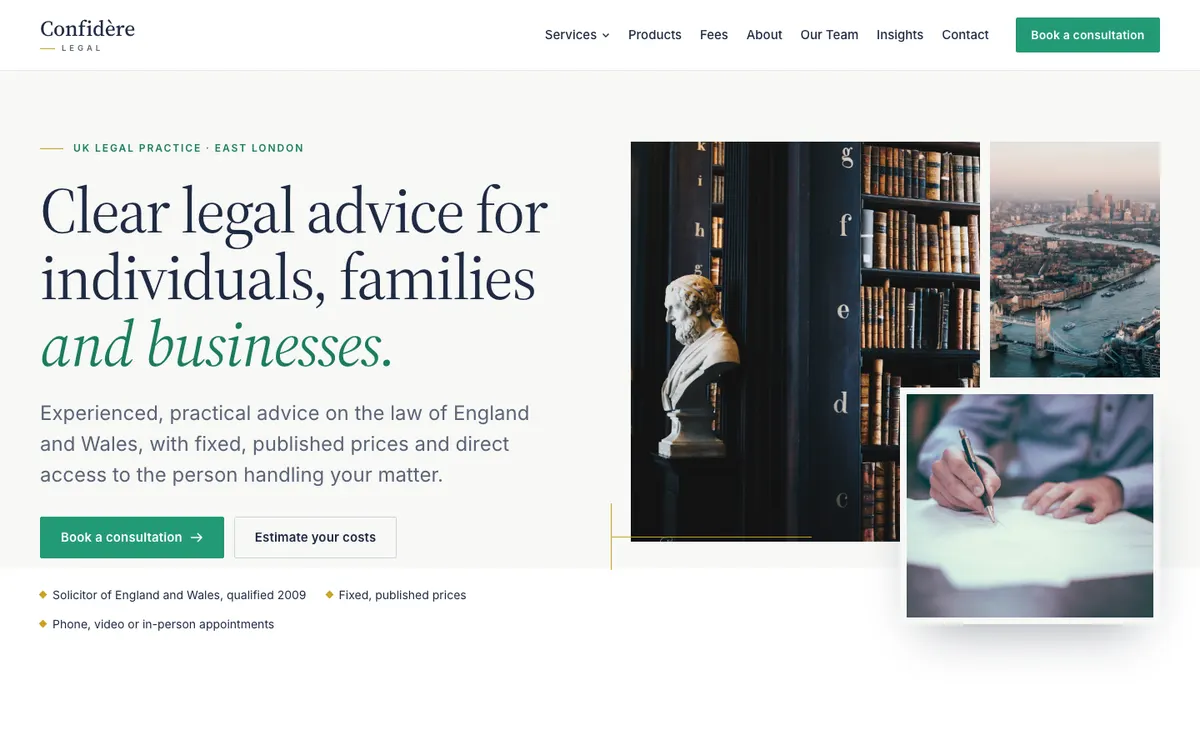 Confidère
LEGAL
Services
Products
Fees
About
Our Team
Insights
Contact
Book a consultation
UK LEGAL PRACTICE · EAST LONDON
Clear legal advice for
individuals, families
and businesses.
Experienced, practical advice on the law of England
and Wales, with fixed, published prices and direct
access to the person handling your matter.
Book a consultation →
Estimate your costs
Solicitor of England and Wales, qualified 2009
Fixed, published prices
Phone, video or in-person appointments
k
i
h
g
g
f
e
d
c